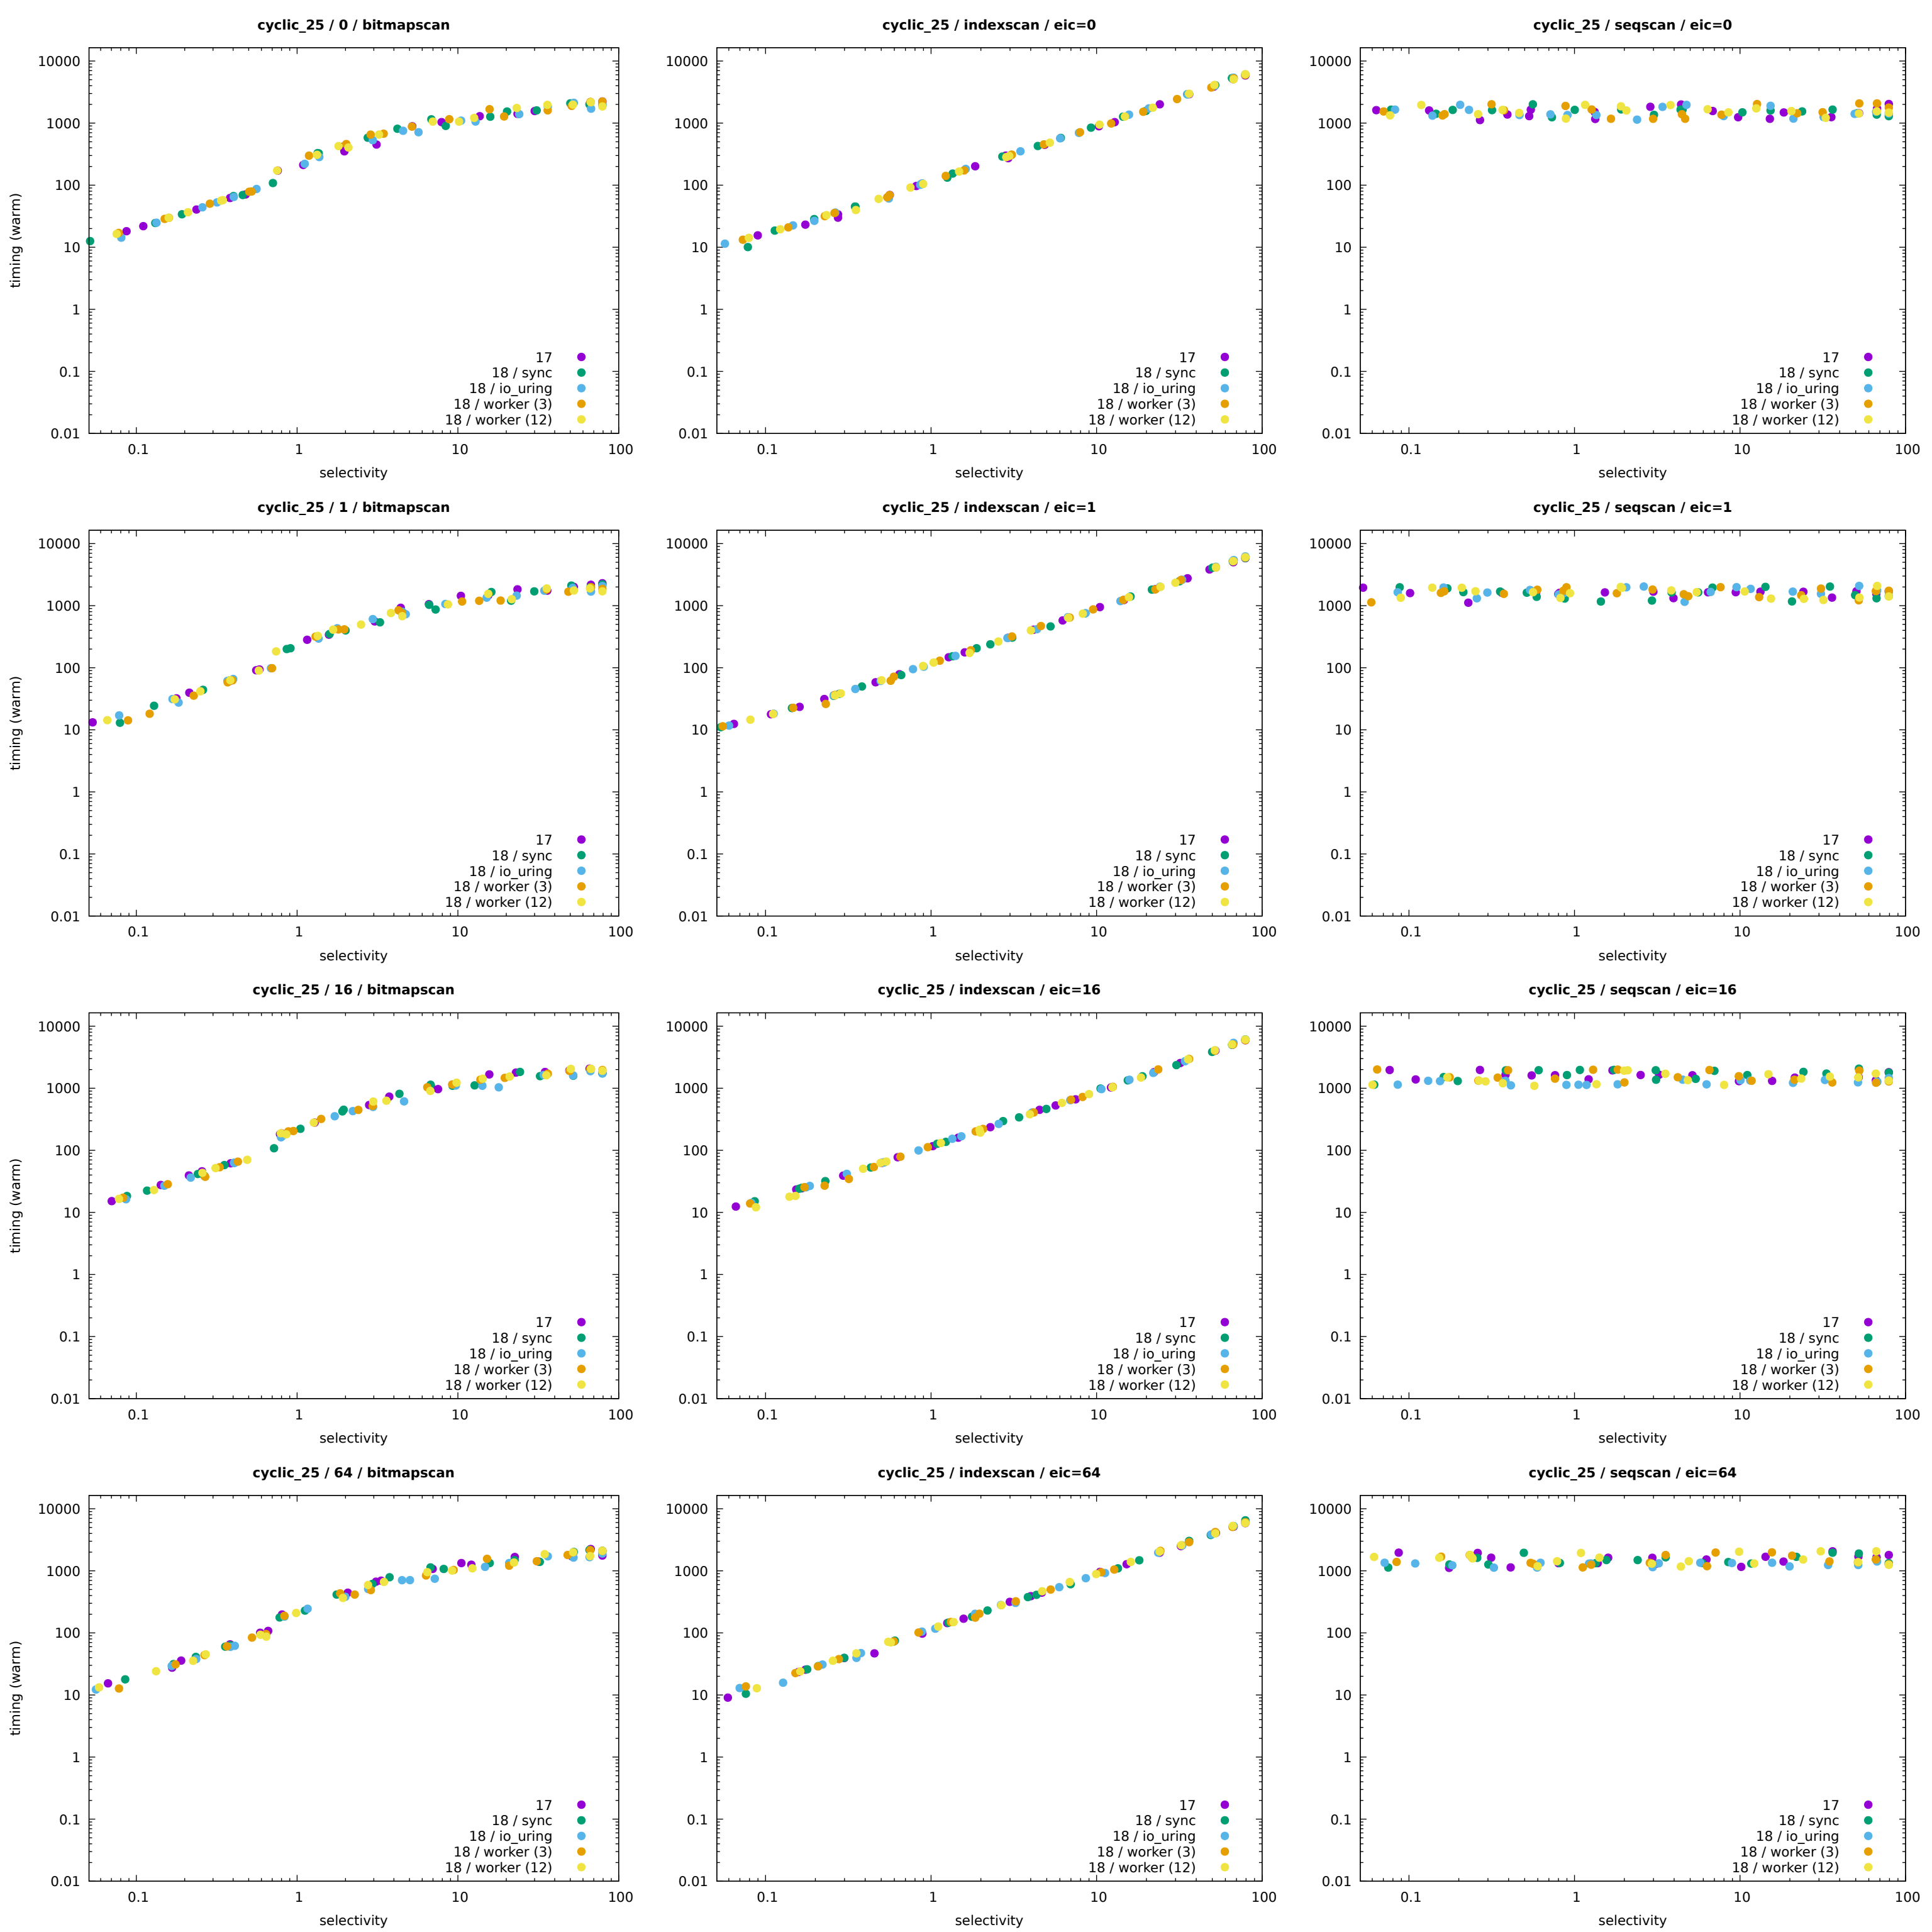 cyclic_25 / 0 / bitmapscan
timing (warm)
10000
1000
100
10
1
0.1
0.01
17
18 / sync
18 / io_uring
18 / worker (3)
18 / worker (12)
0.1 1 10 100
selectivity
cyclic_25 / indexscan / eic=0
10000
1000
100
10
1
0.1
0.01
17
18 / sync
18 / io_uring
18 / worker (3)
18 / worker (12)
0.1 1 10 100
selectivity
cyclic_25 / seqscan / eic=0
10000
1000
100
10
1
0.1
0.01
17
18 / sync
18 / io_uring
18 / worker (3)
18 / worker (12)
0.1 1 10 100
selectivity
cyclic_25 / 1 / bitmapscan
timing (warm)
10000
1000
100
10
1
0.1
0.01
17
18 / sync
18 / io_uring
18 / worker (3)
18 / worker (12)
0.1 1 10 100
selectivity
cyclic_25 / indexscan / eic=1
10000
1000
100
10
1
0.1
0.01
17
18 / sync
18 / io_uring
18 / worker (3)
18 / worker (12)
0.1 1 10 100
selectivity
cyclic_25 / seqscan / eic=1
10000
1000
100
10
1
0.1
0.01
17
18 / sync
18 / io_uring
18 / worker (3)
18 / worker (12)
0.1 1 10 100
selectivity
cyclic_25 / 16 / bitmapscan
timing (warm)
10000
1000
100
10
1
0.1
0.01
17
18 / sync
18 / io_uring
18 / worker (3)
18 / worker (12)
0.1 1 10 100
selectivity
cyclic_25 / indexscan / eic=16
10000
1000
100
10
1
0.1
0.01
17
18 / sync
18 / io_uring
18 / worker (3)
18 / worker (12)
0.1 1 10 100
selectivity
cyclic_25 / seqscan / eic=16
10000
1000
100
10
1
0.1
0.01
17
18 / sync
18 / io_uring
18 / worker (3)
18 / worker (12)
0.1 1 10 100
selectivity
cyclic_25 / 64 / bitmapscan
timing (warm)
10000
1000
100
10
1
0.1
0.01
17
18 / sync
18 / io_uring
18 / worker (3)
18 / worker (12)
0.1 1 10 100
selectivity
cyclic_25 / indexscan / eic=64
10000
1000
100
10
1
0.1
0.01
17
18 / sync
18 / io_uring
18 / worker (3)
18 / worker (12)
0.1 1 10 100
selectivity
cyclic_25 / seqscan / eic=64
10000
1000
100
10
1
0.1
0.01
17
18 / sync
18 / io_uring
18 / worker (3)
18 / worker (12)
0.1 1 10 100
selectivity